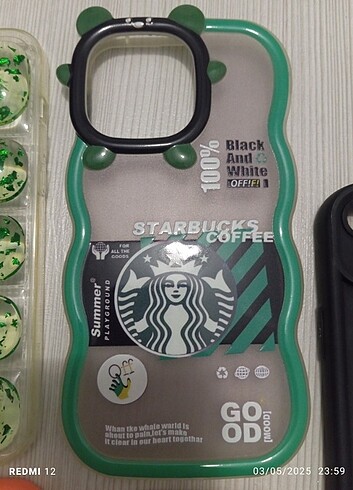 100%
Black
And
White
OFF!F!
STARBUCKS
COFFEE
FOR
ALL THE
GOODS
Summer®
PLAYGROUND
GO
OD
[MOOD]
When the whole world is
about to pain,let's make
it clear in our heart together
REDMI 12
03/05/2025 23:59